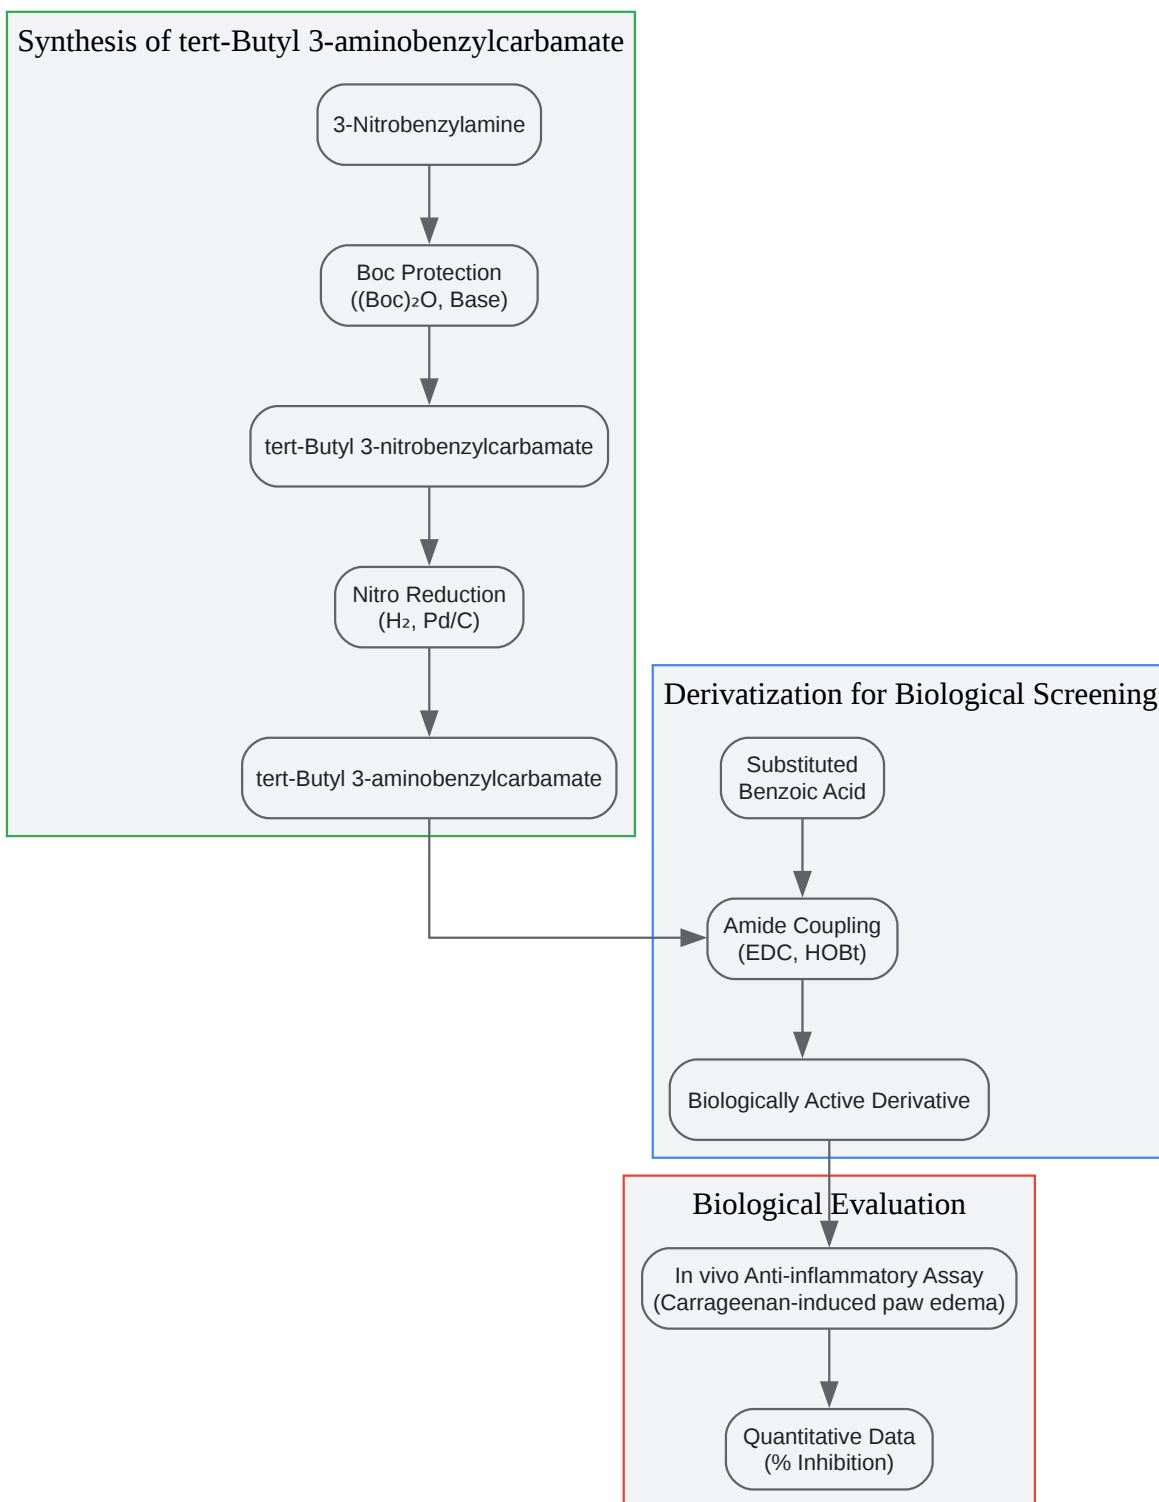 Synthesis of tert-Butyl 3-aminobenzylcarbamate
3-Nitrobenzylamine
Boc Protection
((Boc)₂O, Base)
tert-Butyl 3-nitrobenzylcarbamate
Nitro Reduction
(H₂, Pd/C)
tert-Butyl 3-aminobenzylcarbamate
Derivatization for Biological Screening
Substituted
Benzoic Acid
Amide Coupling
(EDC, HOBt)
Biologically Active Derivative
Biological Evaluation
In vivo Anti-inflammatory Assay
(Carrageenan-induced paw edema)
Quantitative Data
(% Inhibition)